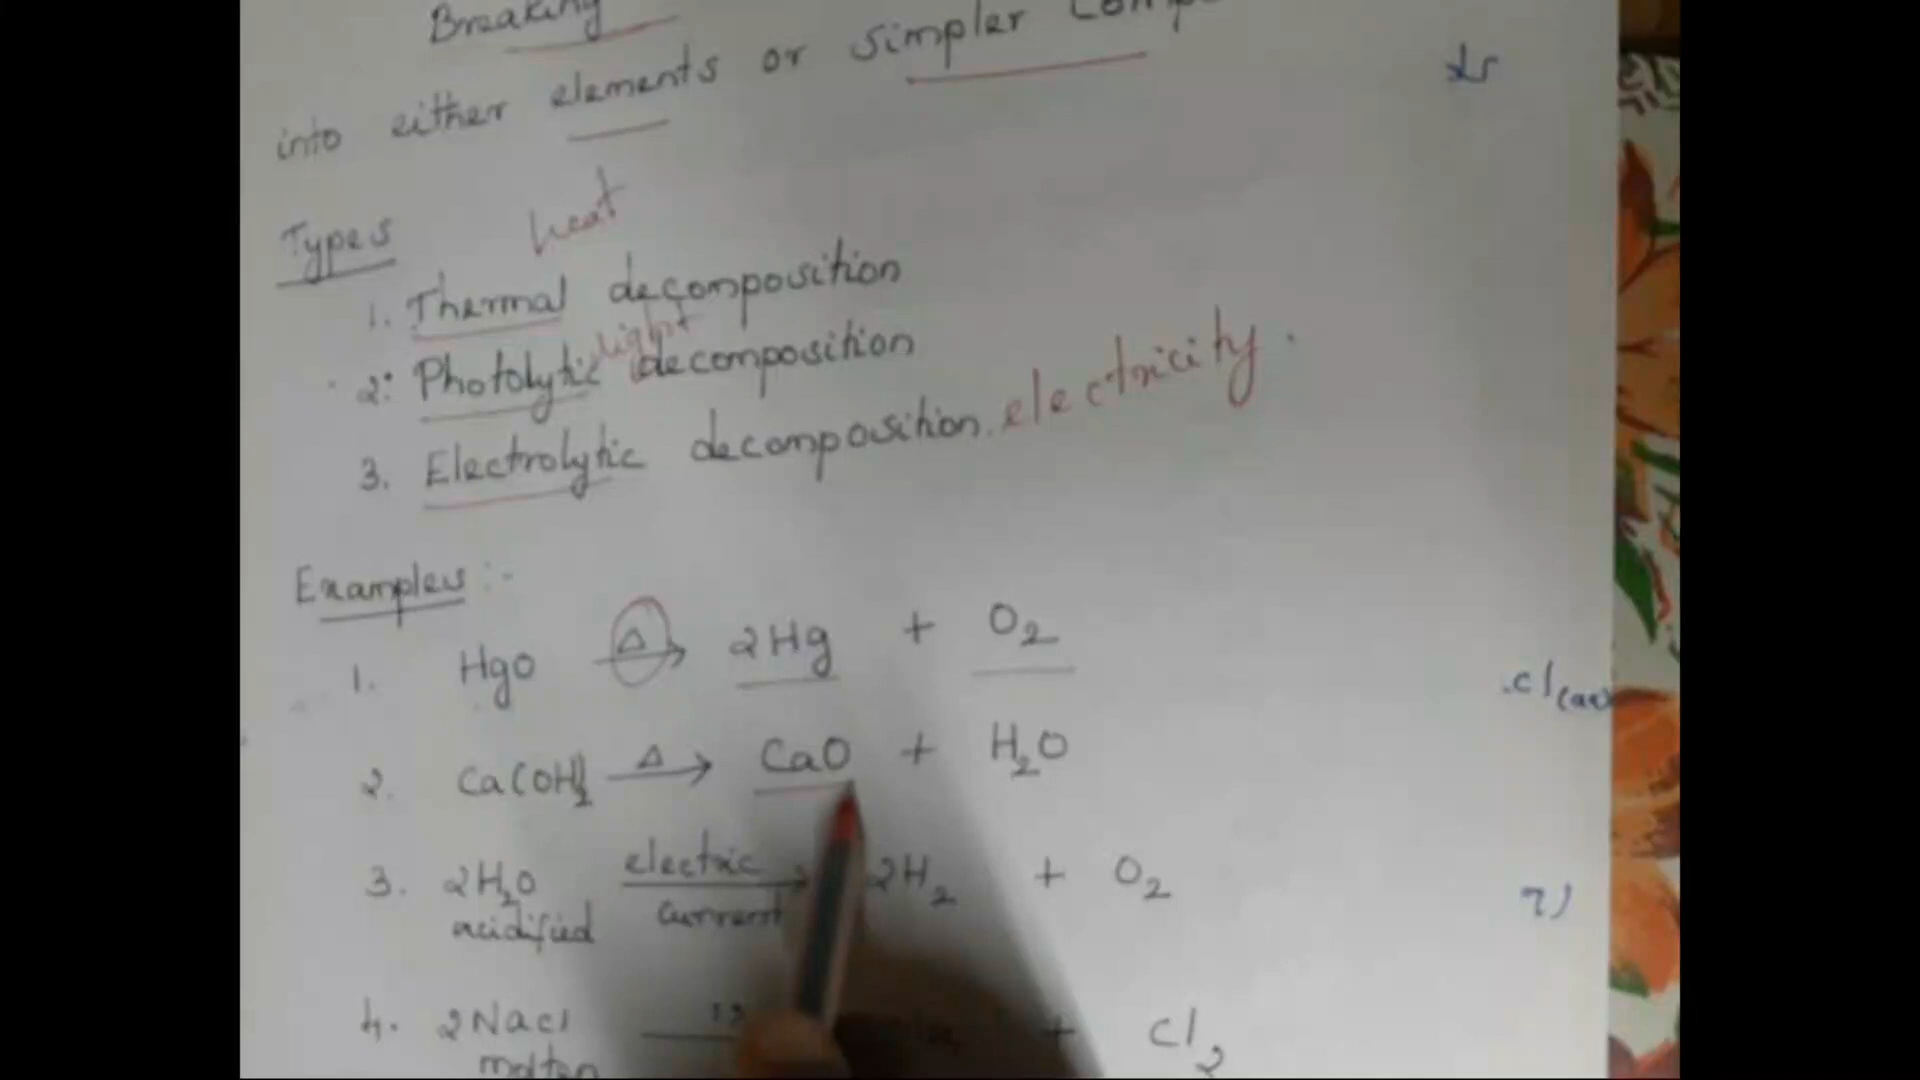 Breaking
into either elements or simpler
Types
heat
1. Thermal decomposition
light
2. Photolytic decomposition
3. Electrolytic decomposition. electricity.
Examples :-
1. HgO Δ→ 2Hg + O₂
2. Ca(OH)₂ Δ→ CaO + H₂O
3. 2H₂O electric → 2H₂ + O₂
acidified current
4. 2NaCl + Cl₂
molten